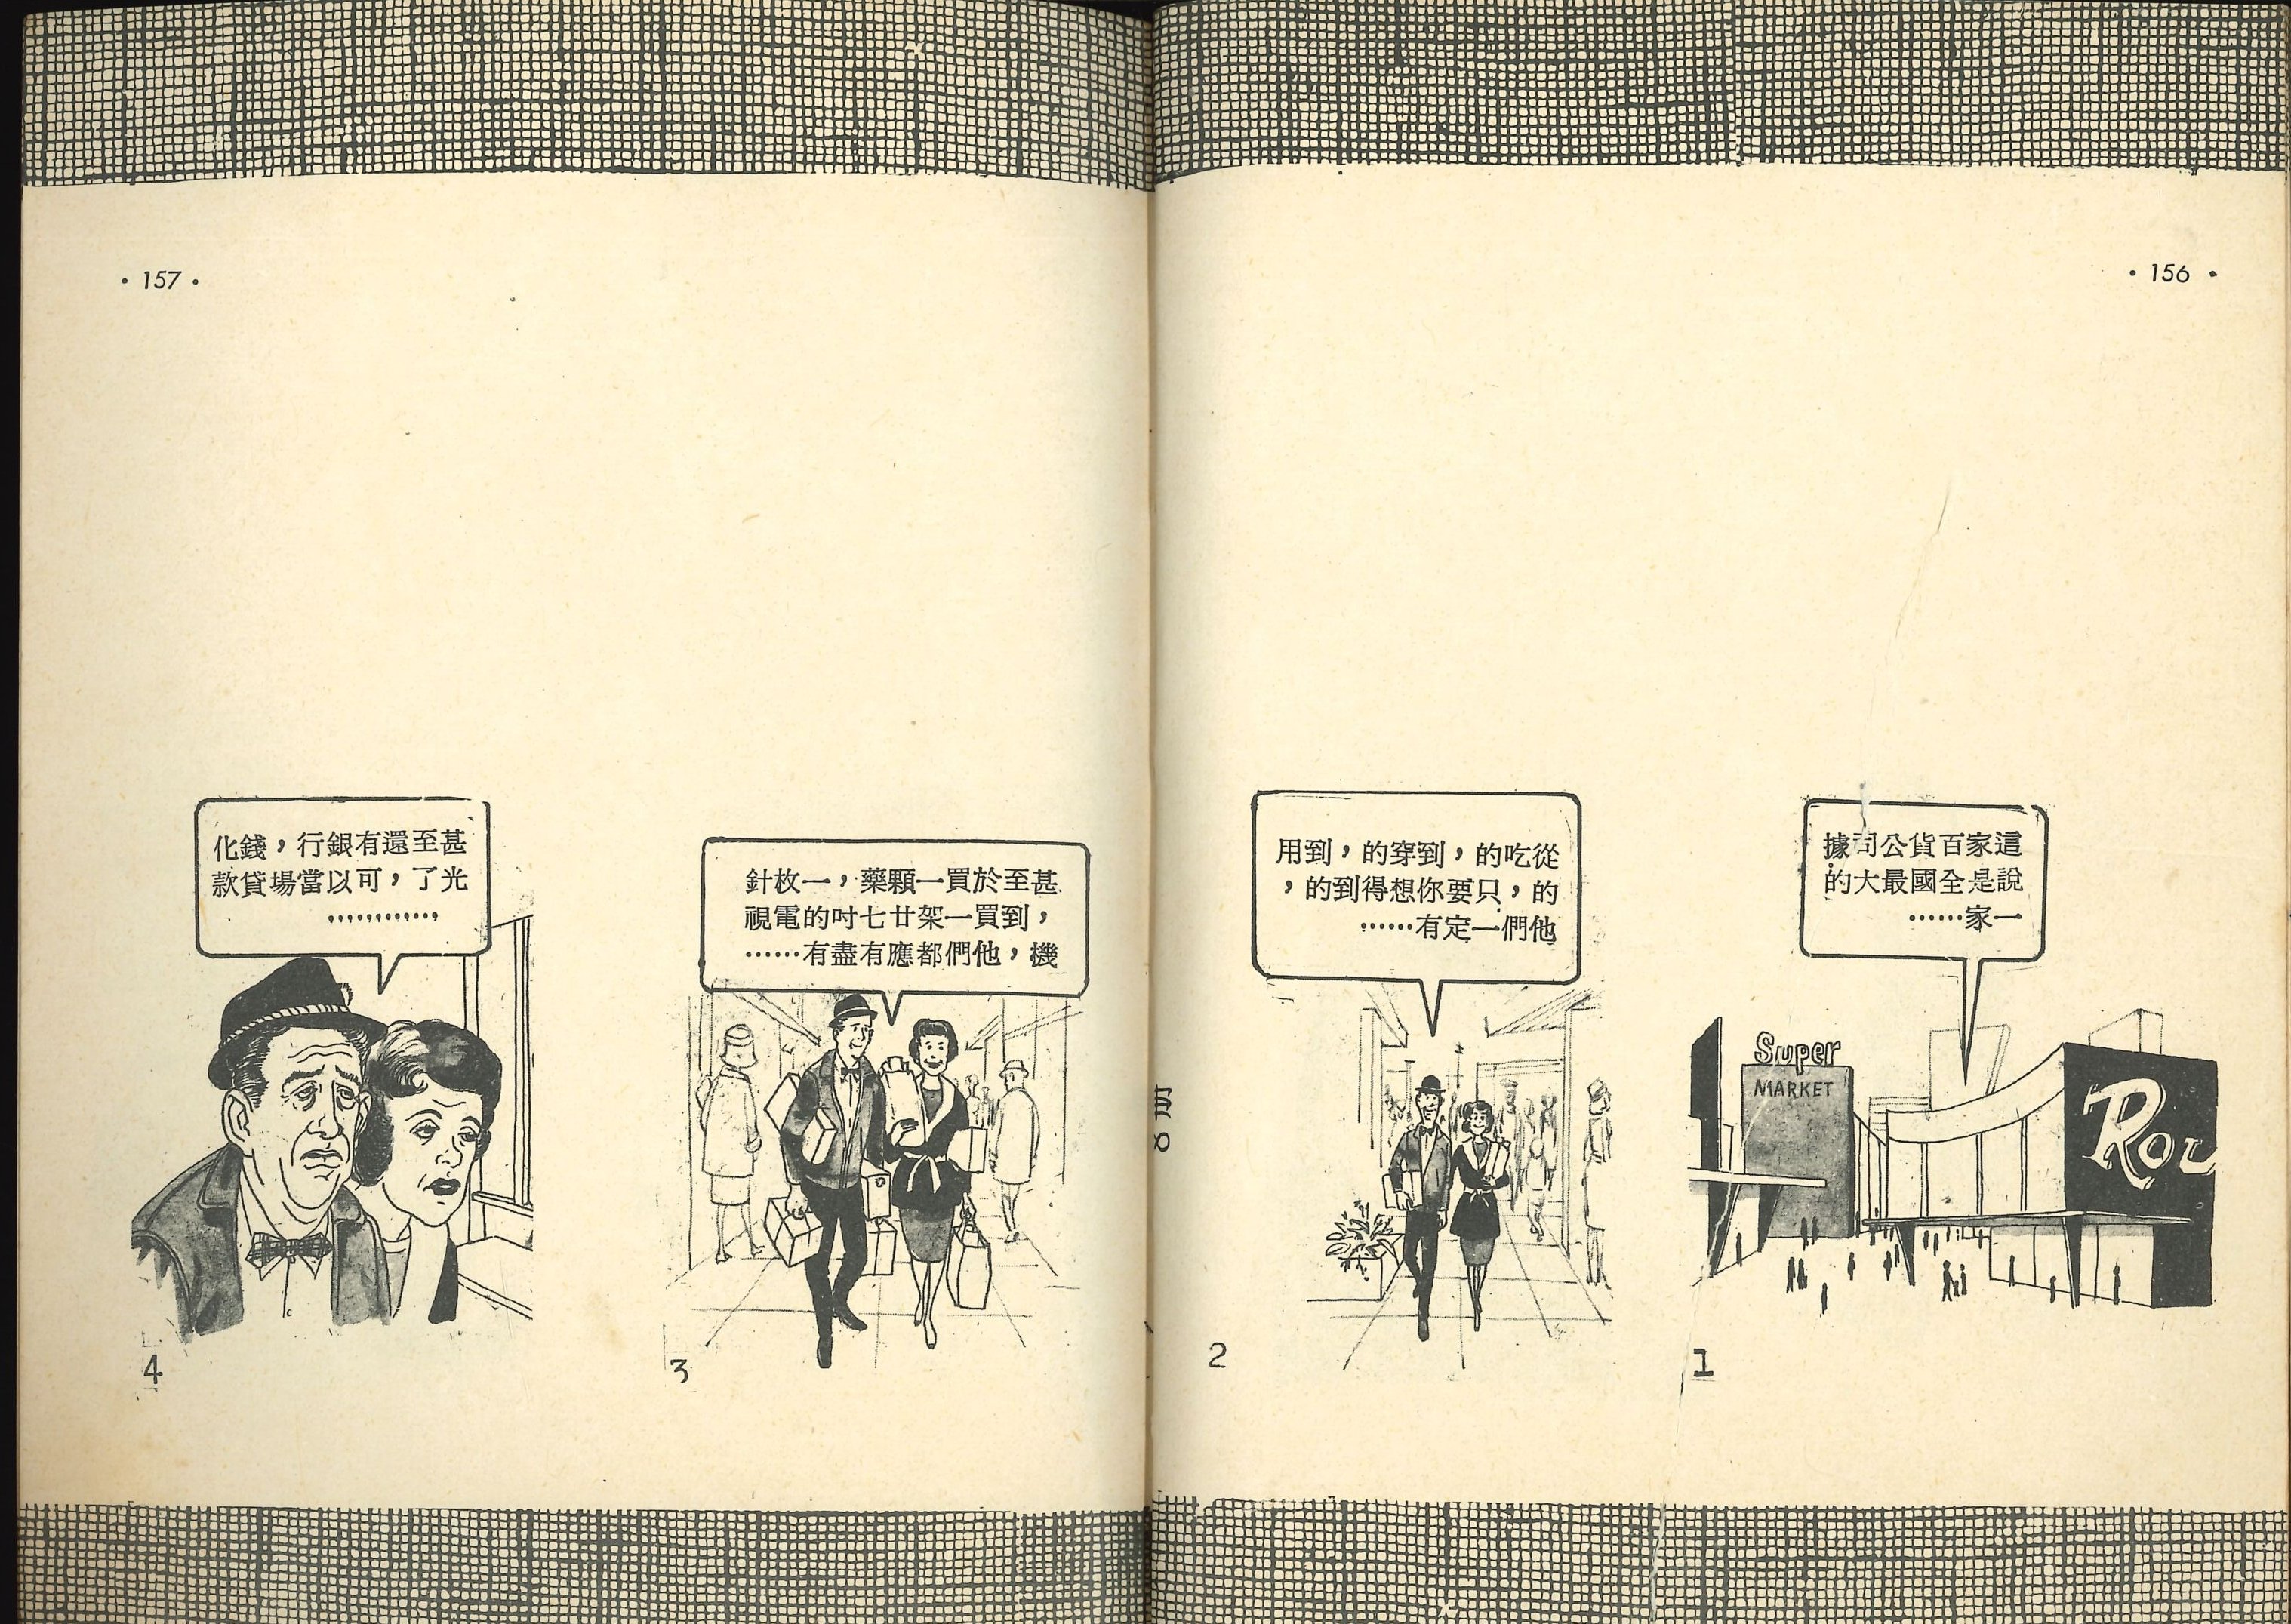 • 156 •
這家百貨公司據
說是全國最大的
一家……
Super
MARKET
Rou
1
從吃的，到穿的，到用
的，只要你想得到的，
他們一定有……
2
• 157 •
甚至於買一顆藥，一枚針
，到買一架廿七吋的電視
機，他們都應有盡有……
3
甚至還有銀行，錢化
光了，可以當場貸款
…………
4